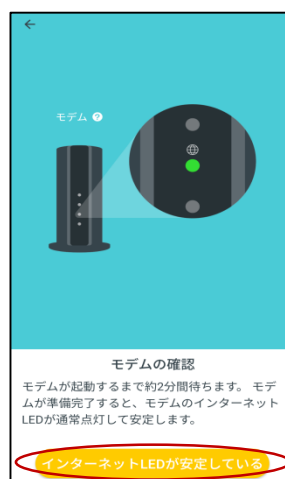 モデム ?
モデムの確認
モデムが起動するまで約2分間待ちます。 モデ
ムが準備完了すると、モデムのインターネット
LEDが通常点灯して安定します。
インターネットLEDが安定している